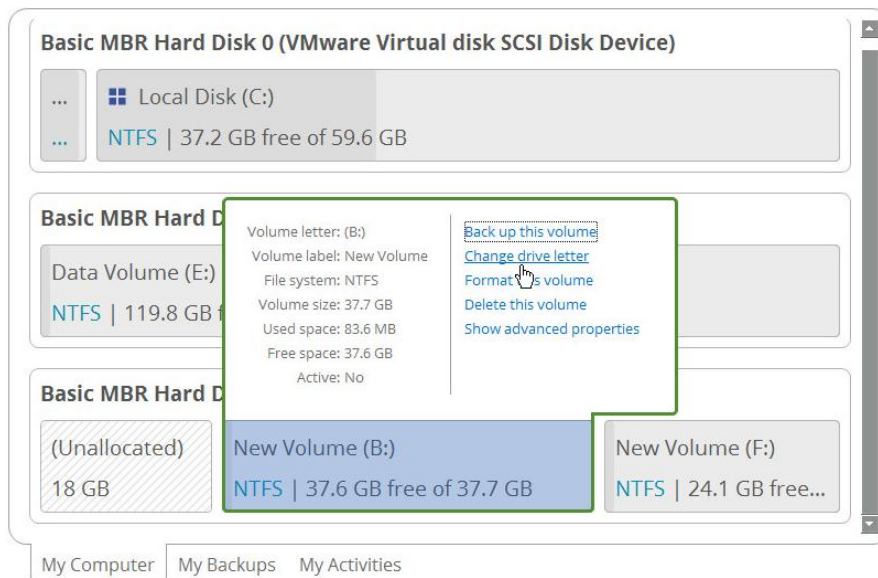 Basic MBR Hard Disk 0 (VMware Virtual disk SCSI Disk Device)
...
...
Local Disk (C:)
NTFS | 37.2 GB free of 59.6 GB
Basic MBR Hard D
Data Volume (E:)
NTFS | 119.8 GB f
Volume letter: (B:)
Volume label: New Volume
File system: NTFS
Volume size: 37.7 GB
Used space: 83.6 MB
Free space: 37.6 GB
Active: No
Back up this volume
Change drive letter
Format this volume
Delete this volume
Show advanced properties
Basic MBR Hard D
(Unallocated)
18 GB
New Volume (B:)
NTFS | 37.6 GB free of 37.7 GB
New Volume (F:)
NTFS | 24.1 GB free...
My Computer
My Backups
My Activities